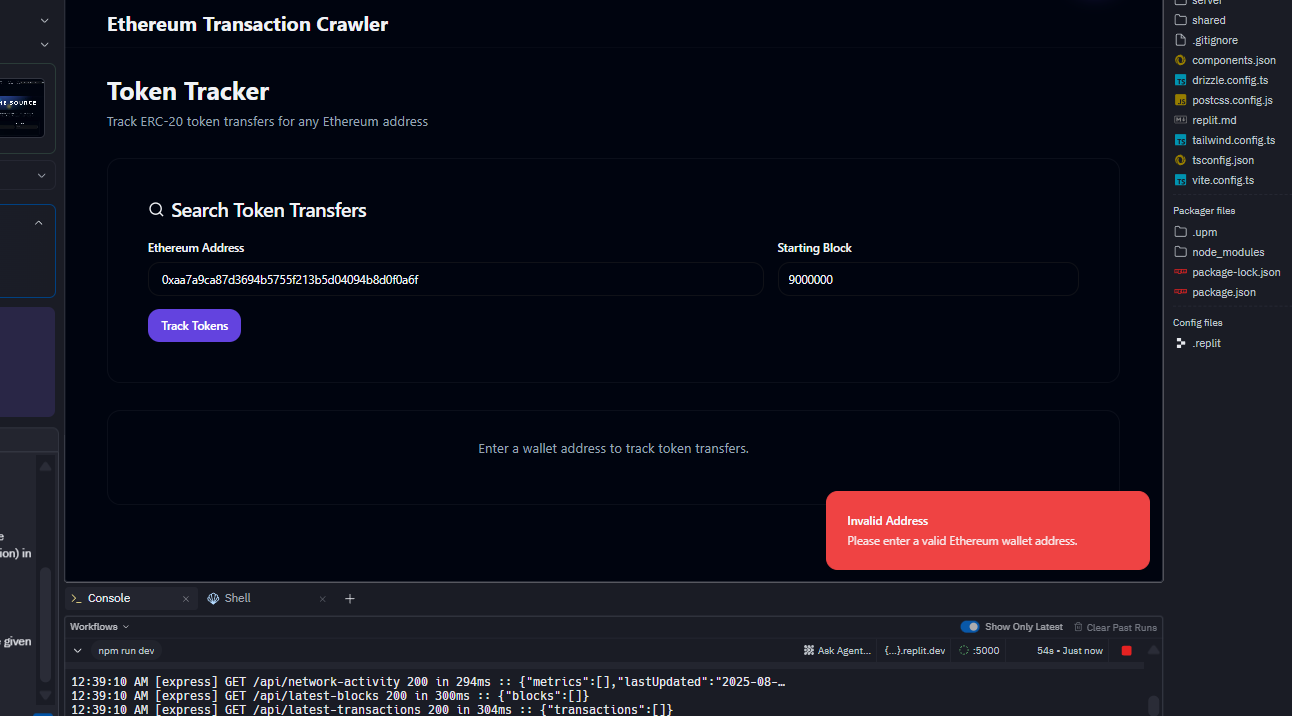 Ethereum Transaction Crawler
Token Tracker
Track ERC-20 token transfers for any Ethereum address
Search Token Transfers
Ethereum Address
Starting Block
0xaa7a9ca87d3694b5755f213b5d04094b8d0f0a6f
9000000
Track Tokens
Enter a wallet address to track token transfers.
Invalid Address
Please enter a valid Ethereum wallet address.
HE SOURCE
e
ion) in
given
server
shared
.gitignore
components.json
drizzle.config.ts
postcss.config.js
replit.md
tailwind.config.ts
tsconfig.json
vite.config.ts
Packager files
.upm
node_modules
package-lock.json
package.json
Config files
.replit
Console
Shell
Workflows
Show Only Latest
Clear Past Runs
npm run dev
Ask Agent...
{...}.replit.dev
:5000
54s - Just now
12:39:10 AM [express] GET /api/network-activity 200 in 294ms :: {"metrics":[],"lastUpdated":"2025-08-…
12:39:10 AM [express] GET /api/latest-blocks 200 in 300ms :: {"blocks":[]}
12:39:10 AM [express] GET /api/latest-transactions 200 in 304ms :: {"transactions":[]}